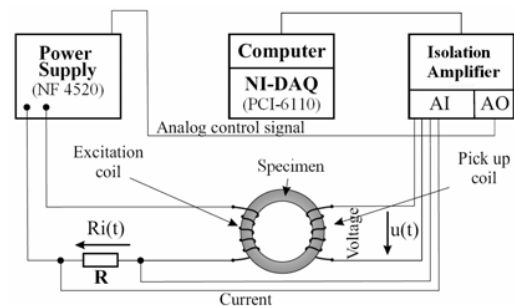 Power
Supply
(NF 4520)
Computer
NI-DAQ
(PCI-6110)
Isolation
Amplifier
AI
AO
Analog control signal
Excitation
coil
Specimen
Pick up
coil
Ri(t)
R
Voltage
u(t)
Current